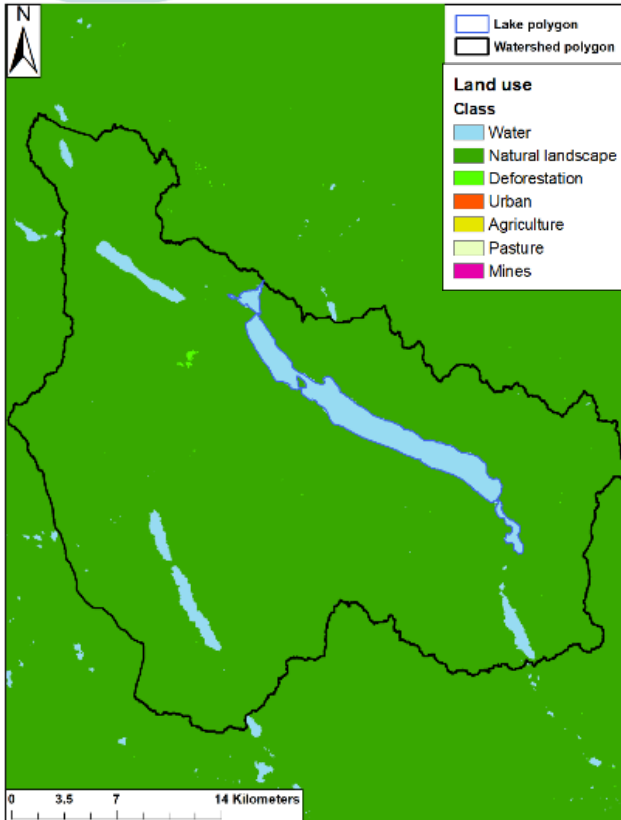 N
Lake polygon
Watershed polygon
Land use
Class
Water
Natural landscape
Deforestation
Urban
Agriculture
Pasture
Mines
0 3.5 7 14 Kilometers